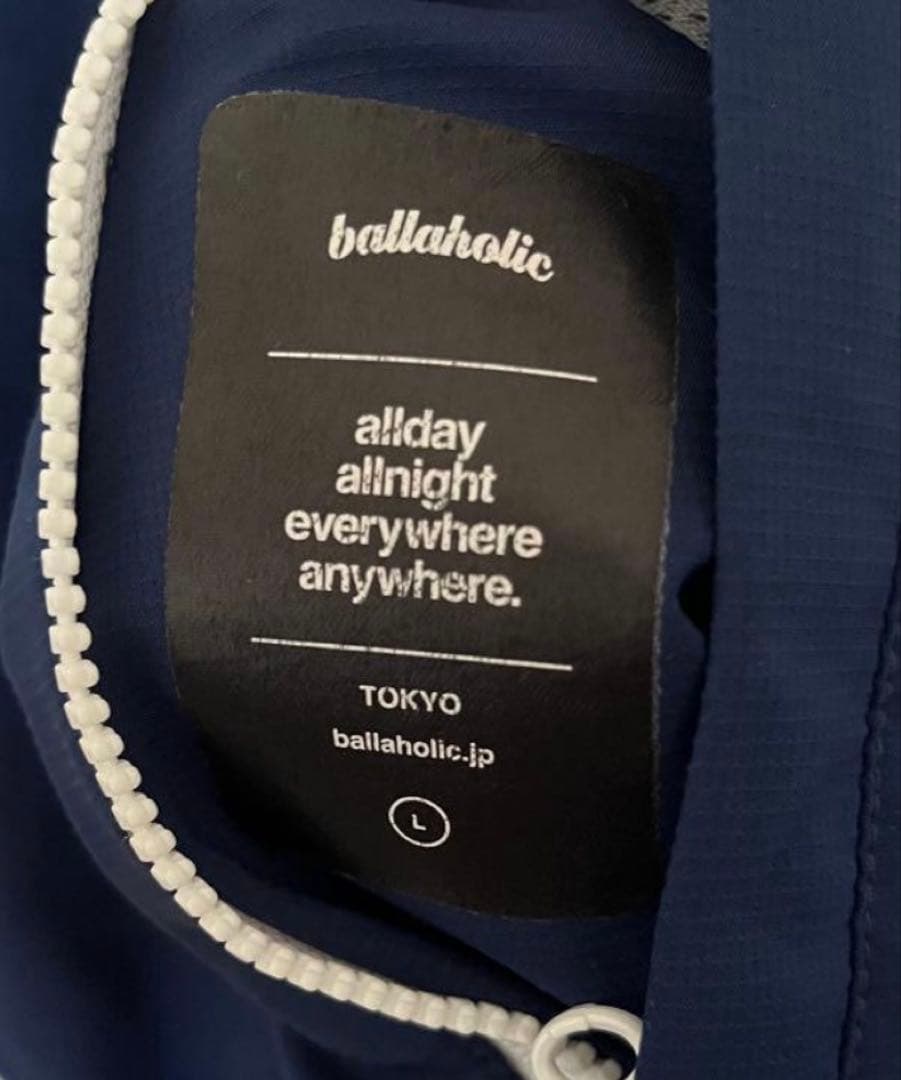 ballaholic
allday
allnight
everywhere
anywhere.
TOKYO
ballaholic.jp
L